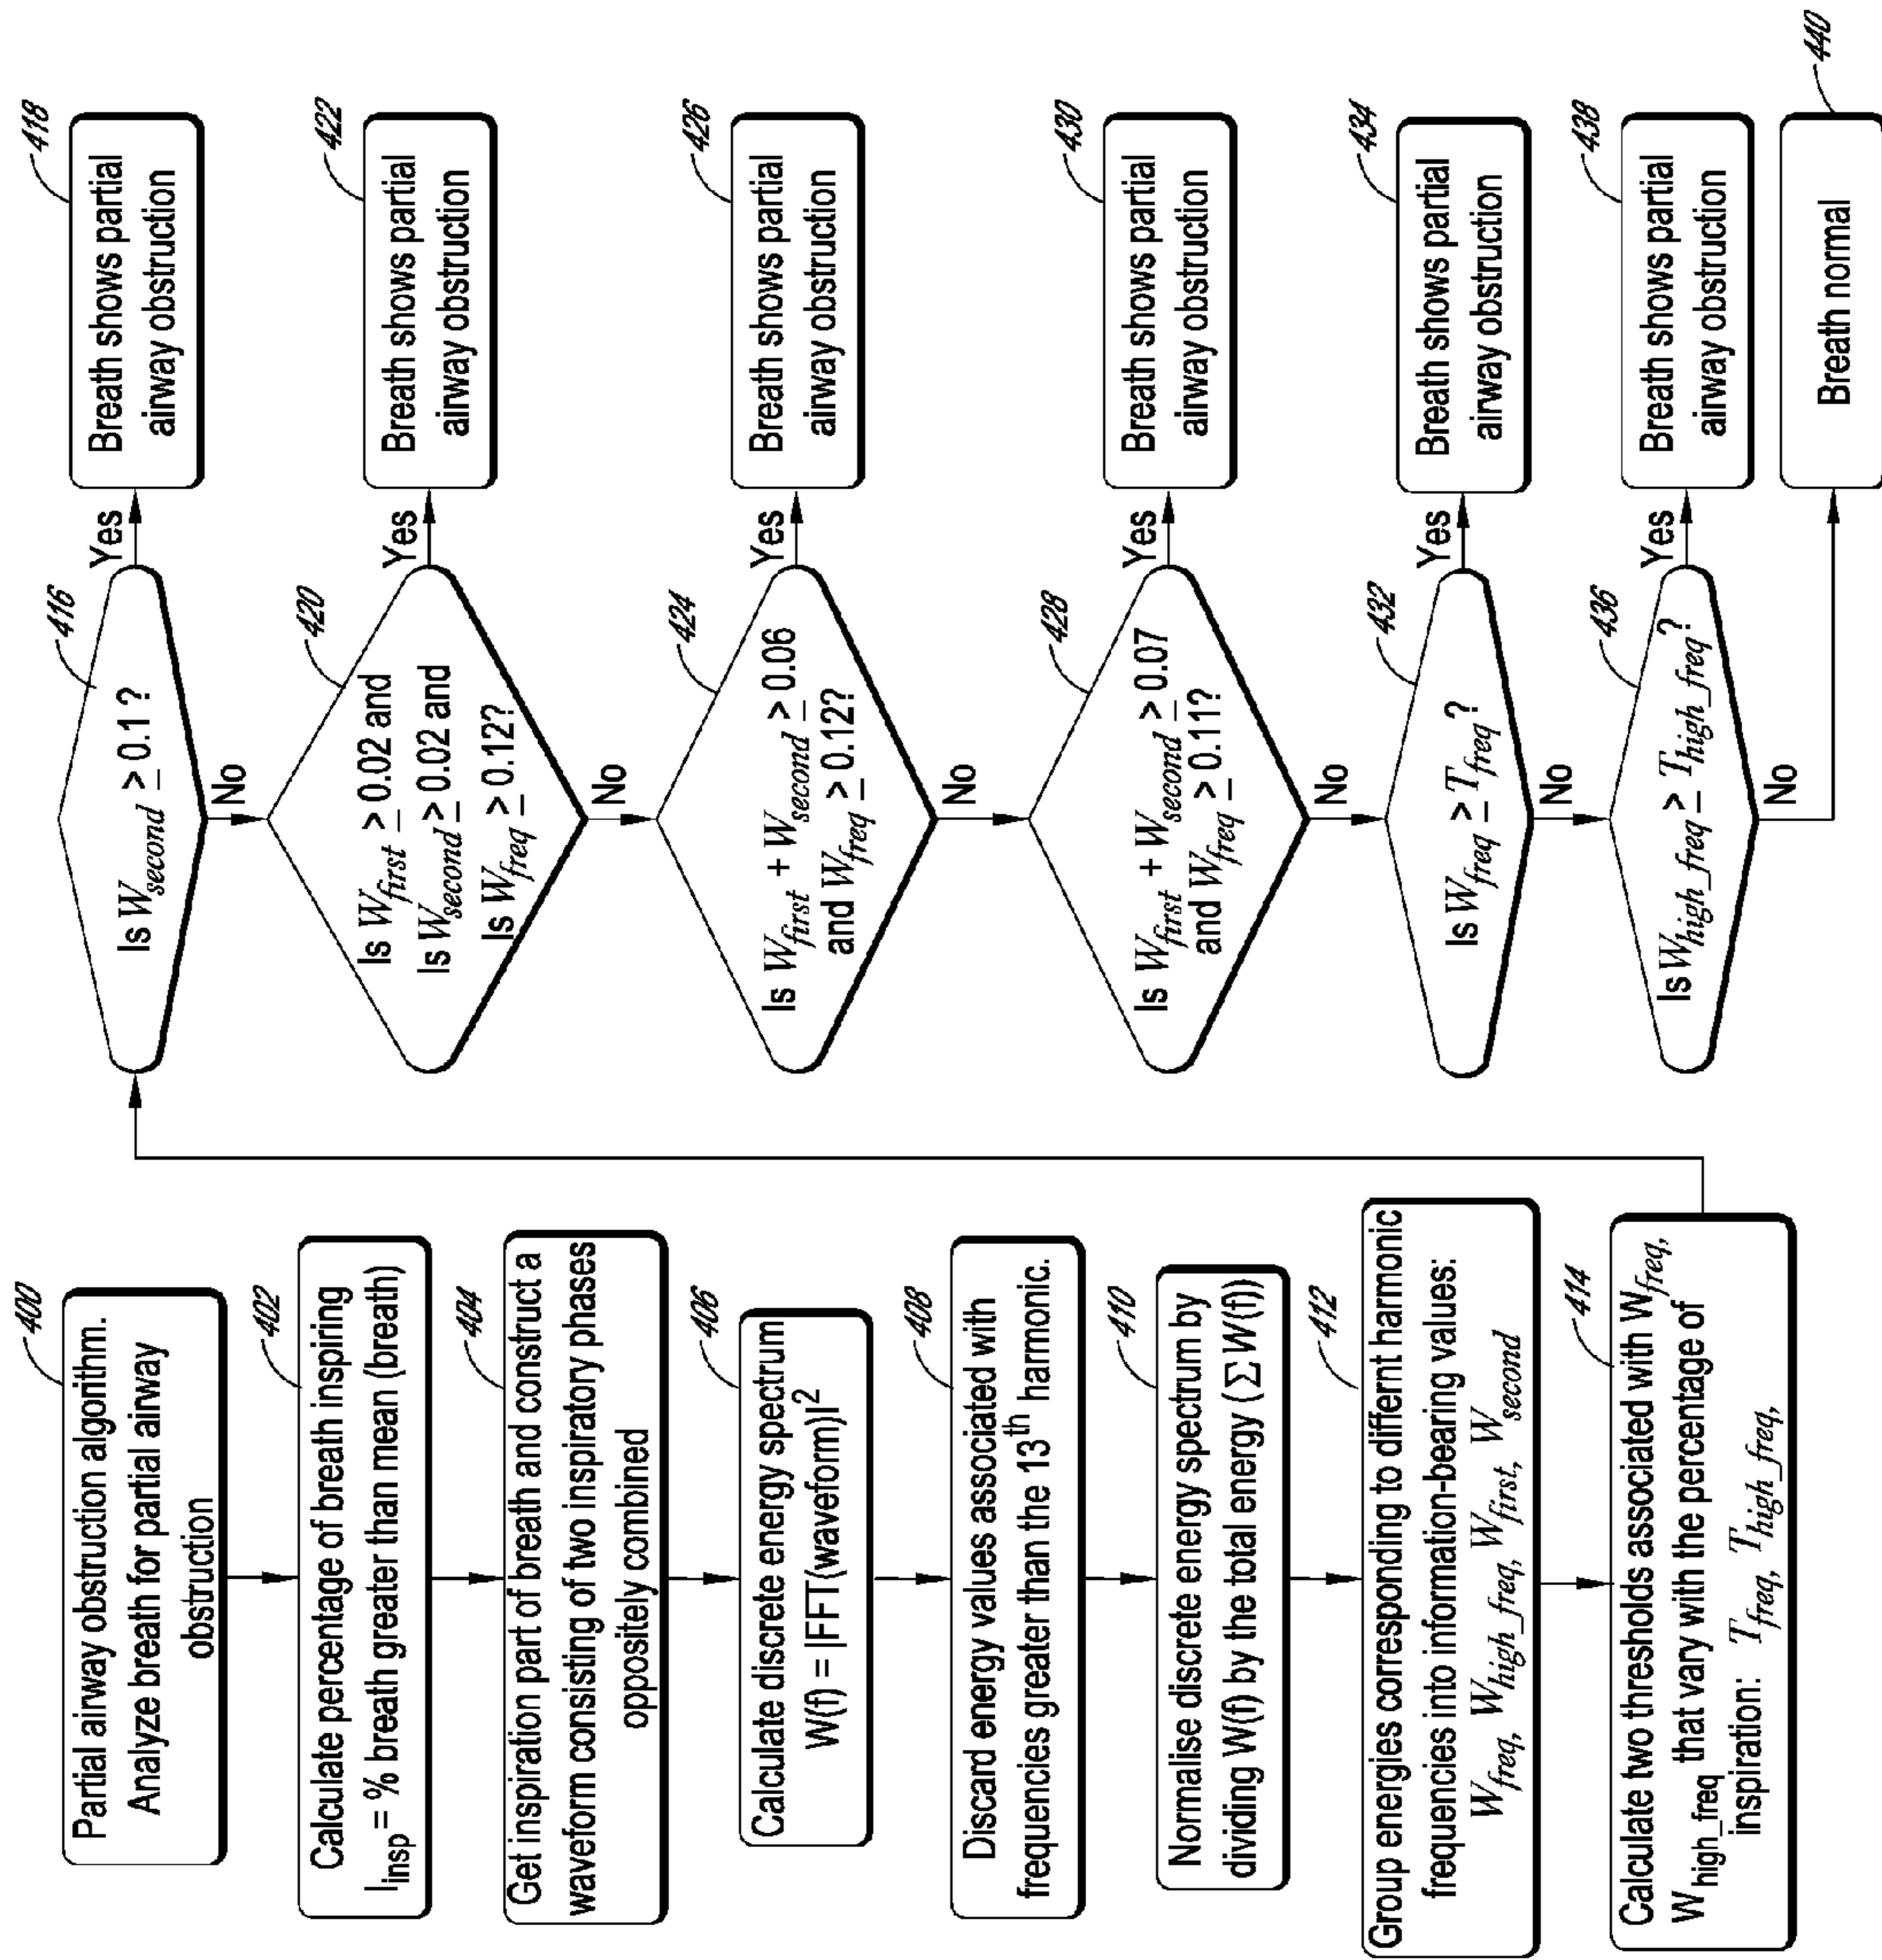 400
Partial airway obstruction algorithm.
Analyze breath for partial airway
obstruction
402
Calculate percentage of breath inspiring
I_insp = % breath greater than mean (breath)
404
Get inspiration part of breath and construct a
waveform consisting of two inspiratory phases
oppositely combined
406
Calculate discrete energy spectrum
W(f) = |FFT(waveform)|²
408
Discard energy values associated with
frequencies greater than the 13th harmonic.
410
Normalise discrete energy spectrum by
dividing W(f) by the total energy (∑ W(f))
412
Group energies corresponding to differnt harmonic
frequencies into information-bearing values:
W_freq, W_high_freq, W_first, W_second
414
Calculate two thresholds associated with W_freq,
W_high_freq that vary with the percentage of
inspiration: T_freq, T_high_freq,
416
Is W_second ≥ 0.1 ?
Yes
418
Breath shows partial
airway obstruction
No
420
Is W_first ≥ 0.02 and
Is W_second ≥ 0.02 and
Is W_freq ≥ 0.12?
Yes
422
Breath shows partial
airway obstruction
No
424
Is W_first + W_second ≥ 0.06
and W_freq ≥ 0.12?
Yes
426
Breath shows partial
airway obstruction
No
428
Is W_first + W_second ≥ 0.07
and W_freq ≥ 0.11?
Yes
430
Breath shows partial
airway obstruction
No
432
Is W_freq ≥ T_freq ?
Yes
434
Breath shows partial
airway obstruction
No
436
Is W_high_freq ≥ T_high_freq?
Yes
438
Breath shows partial
airway obstruction
No
440
Breath normal